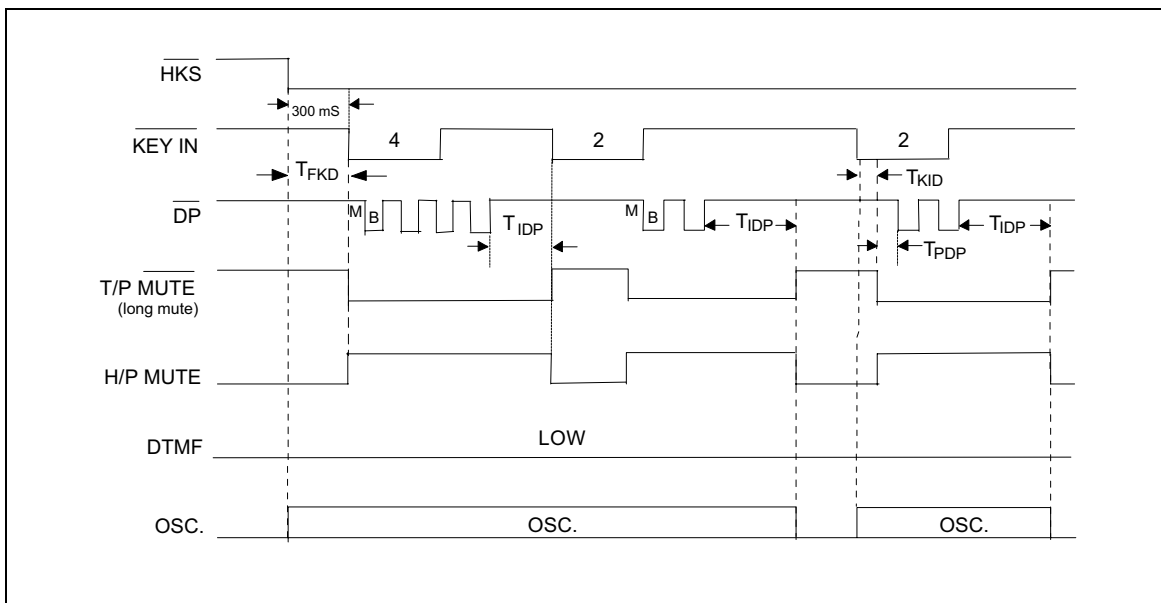 HKS
300 mS
KEY IN
4
2
2
TFKD
TKID
DP
M
B
TIDP
M
B
TIDP
TIDP
TPDP
T/P MUTE
(long mute)
H/P MUTE
DTMF
LOW
OSC.
OSC.
OSC.